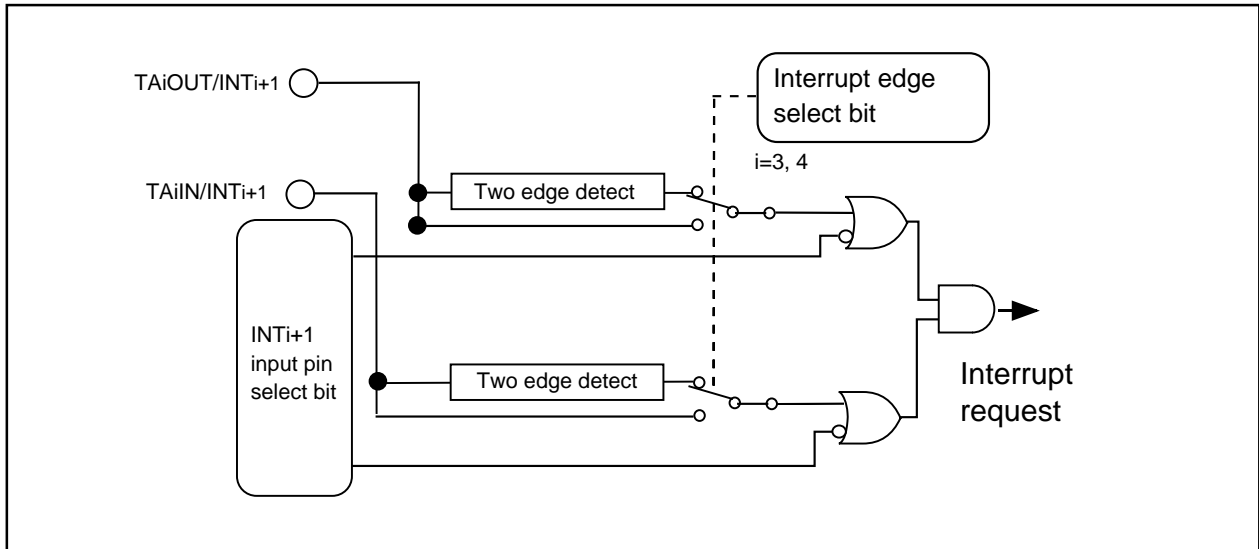 TAiOUT/INTi+1
Interrupt edge
select bit
i=3, 4
TAiIN/INTi+1
Two edge detect
INTi+1
input pin
select bit
Two edge detect
Interrupt
request